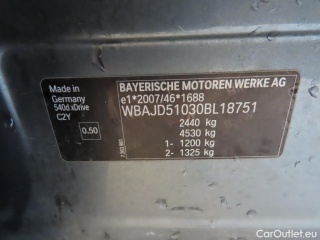 Made in
Germany
540d xDrive
C2Y
0.50
BAYERISCHE MOTOREN WERKE AG
e1*2007/46*1688
WBAJD51030BL18751
2440 kg
4530 kg
1- 1200 kg
2- 1325 kg
© CarOutlet.eu